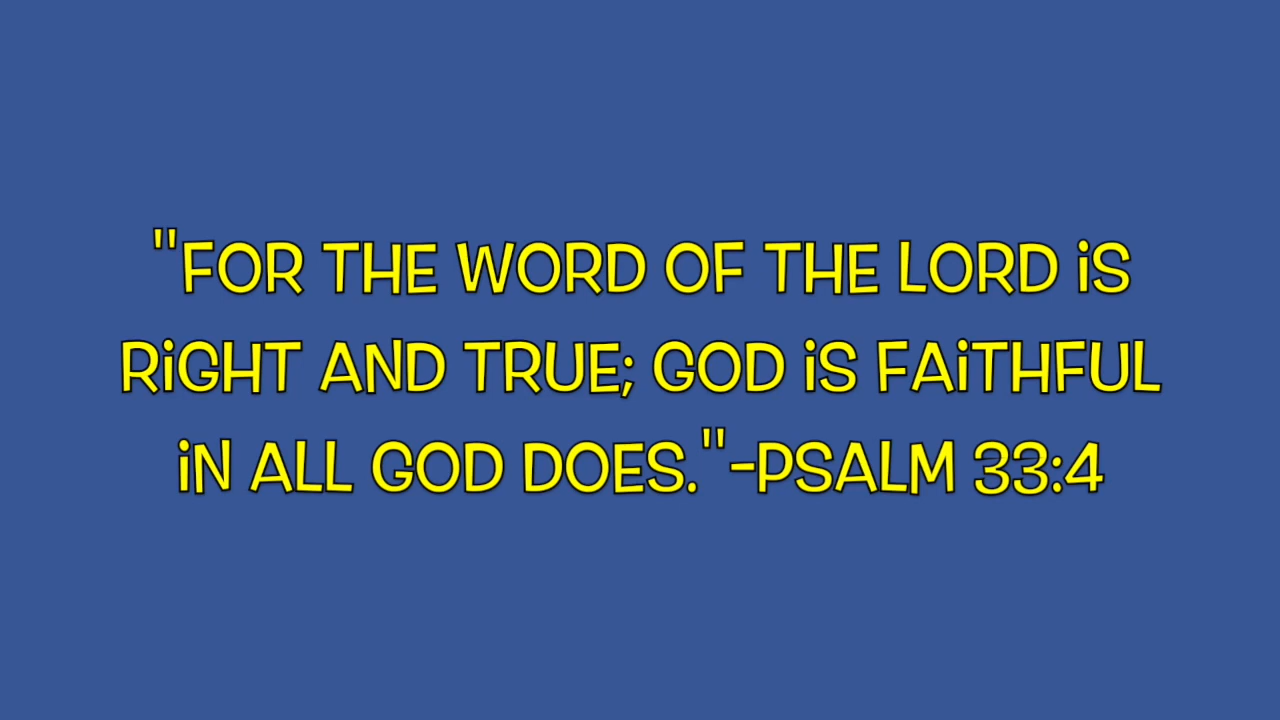 "FOR THE WORD OF THE LORD iS
RiGHT AND TRUE; GOD iS FAiTHFUL
iN ALL GOD DOES."-PSALM 33:4